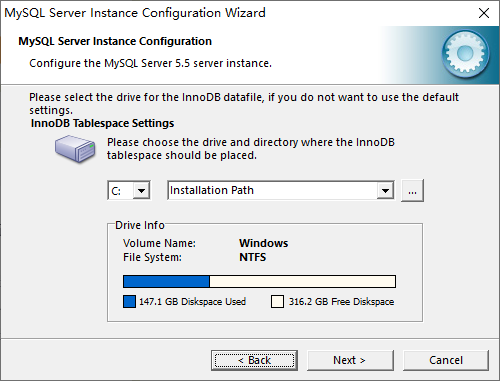 MySQL Server Instance Configuration Wizard
MySQL Server Instance Configuration
Configure the MySQL Server 5.5 server instance.
Please select the drive for the InnoDB datafile, if you do not want to use the default
settings.
InnoDB Tablespace Settings
Please choose the drive and directory where the InnoDB
tablespace should be placed.
C: Installation Path ...
Drive Info
Volume Name: Windows
File System: NTFS
147.1 GB Diskspace Used 316.2 GB Free Diskspace
< Back Next > Cancel